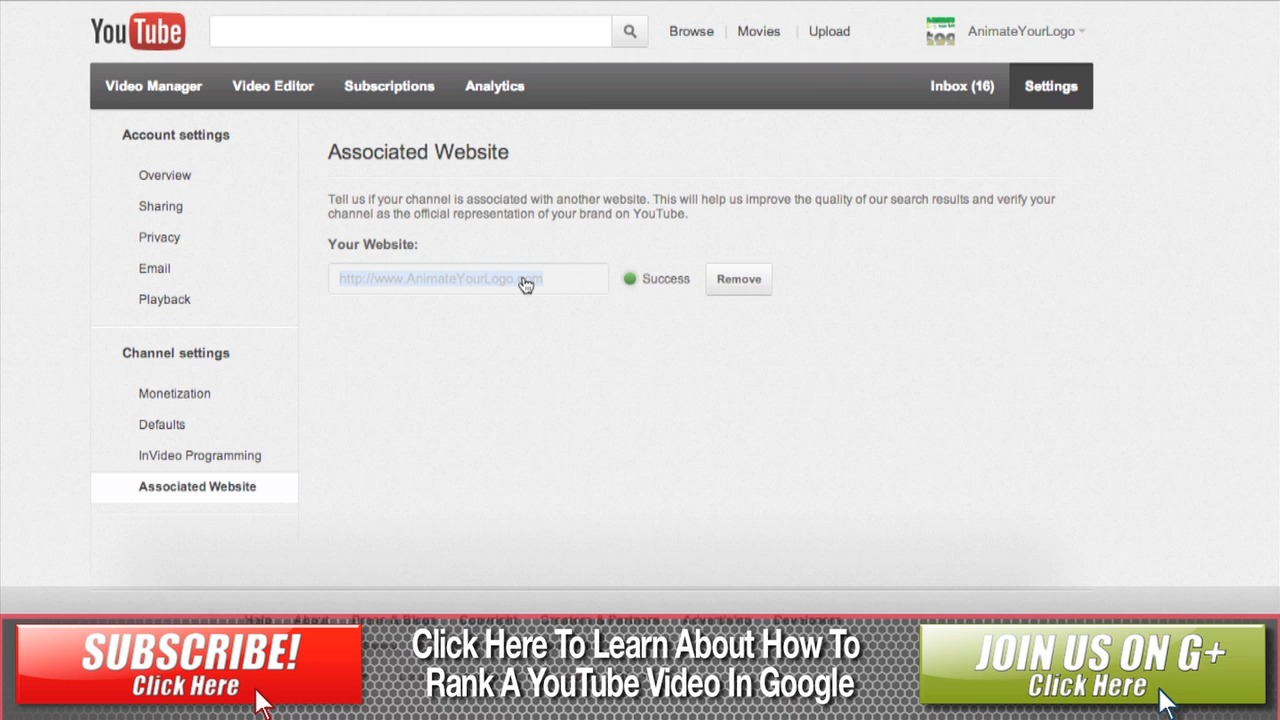 YouTube
Browse
Movies
Upload
AnimateYourLogo
Video Manager
Video Editor
Subscriptions
Analytics
Inbox (16)
Settings
Account settings
Overview
Sharing
Privacy
Email
Playback
Channel settings
Monetization
Defaults
InVideo Programming
Associated Website
Associated Website
Tell us if your channel is associated with another website. This will help us improve the quality of our search results and verify your
channel as the official representation of your brand on YouTube.
Your Website:
http://www.AnimateYourLogo.com
Success
Remove
SUBSCRIBE!
Click Here
Click Here To Learn About How To
Rank A YouTube Video In Google
JOIN US ON G+
Click Here